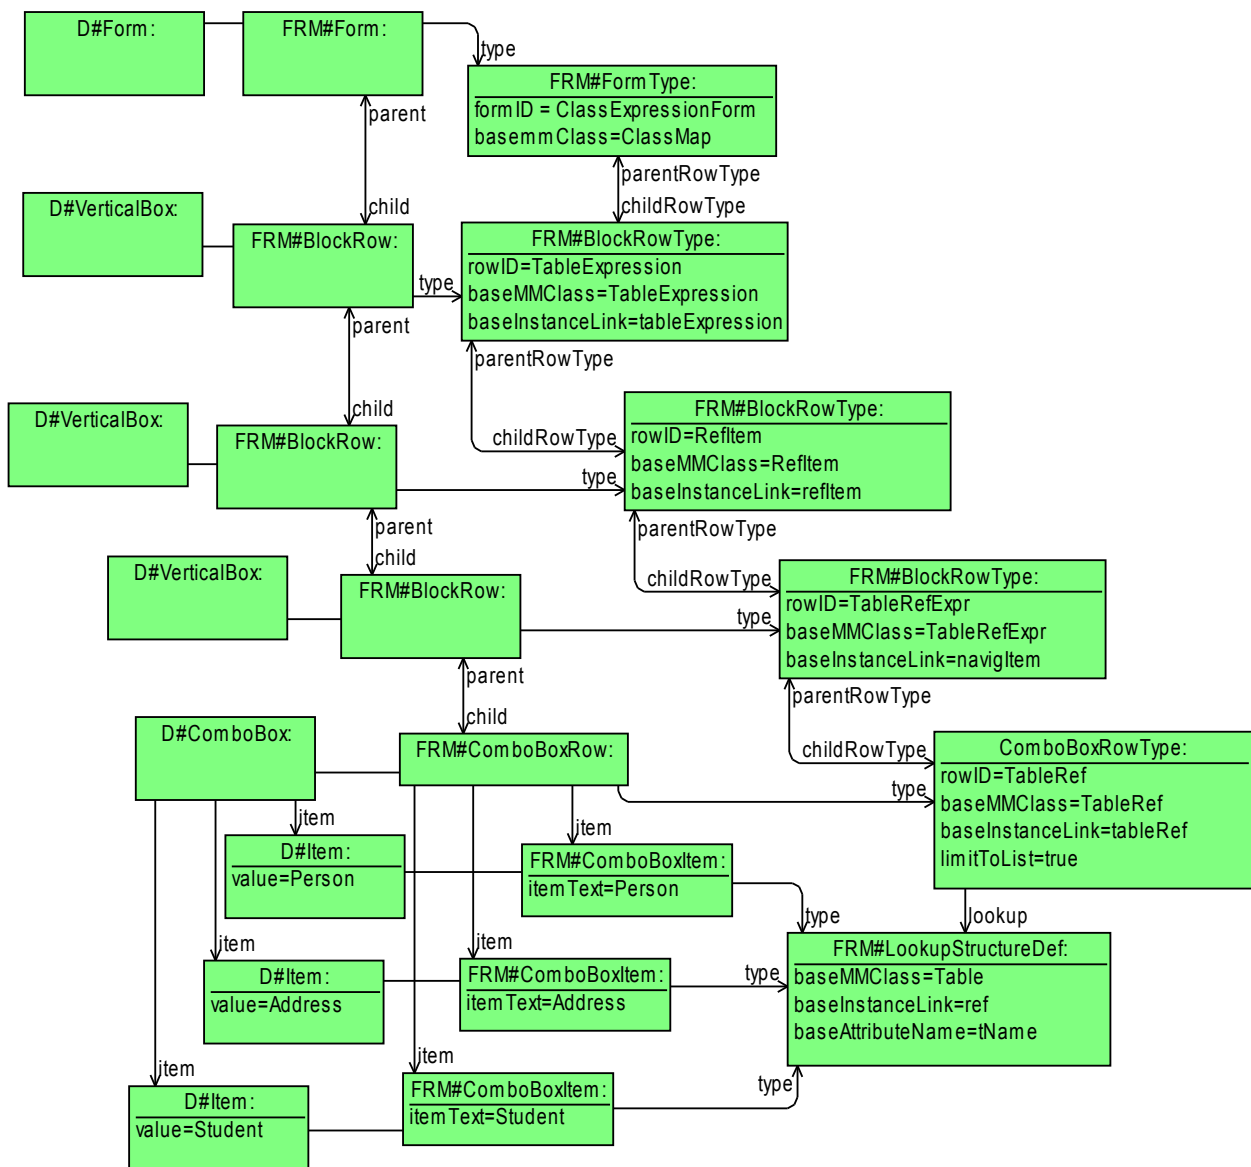 D#Form:
FRM#Form:
type
FRM#FormType:
formID = ClassExpressionForm
basemmClass=ClassMap
parent
parentRowType
child
childRowType
D#VerticalBox:
FRM#BlockRow:
type
FRM#BlockRowType:
rowID=TableExpression
baseMMClass=TableExpression
baseInstanceLink=tableExpression
parent
parentRowType
child
childRowType
D#VerticalBox:
FRM#BlockRow:
type
FRM#BlockRowType:
rowID=RefItem
baseMMClass=RefItem
baseInstanceLink=refItem
parent
parentRowType
child
childRowType
D#VerticalBox:
FRM#BlockRow:
type
FRM#BlockRowType:
rowID=TableRefExpr
baseMMClass=TableRefExpr
baseInstanceLink=navigItem
parent
parentRowType
child
childRowType
D#ComboBox:
FRM#ComboBoxRow:
type
ComboBoxRowType:
rowID=TableRef
baseMMClass=TableRef
baseInstanceLink=tableRef
limitToList=true
item
item
D#Item:
value=Person
FRM#ComboBoxItem:
itemText=Person
type
lookup
FRM#LookupStructureDef:
baseMMClass=Table
baseInstanceLink=ref
baseAttributeName=tName
item
item
D#Item:
value=Address
FRM#ComboBoxItem:
itemText=Address
type
item
item
D#Item:
value=Student
FRM#ComboBoxItem:
itemText=Student
type